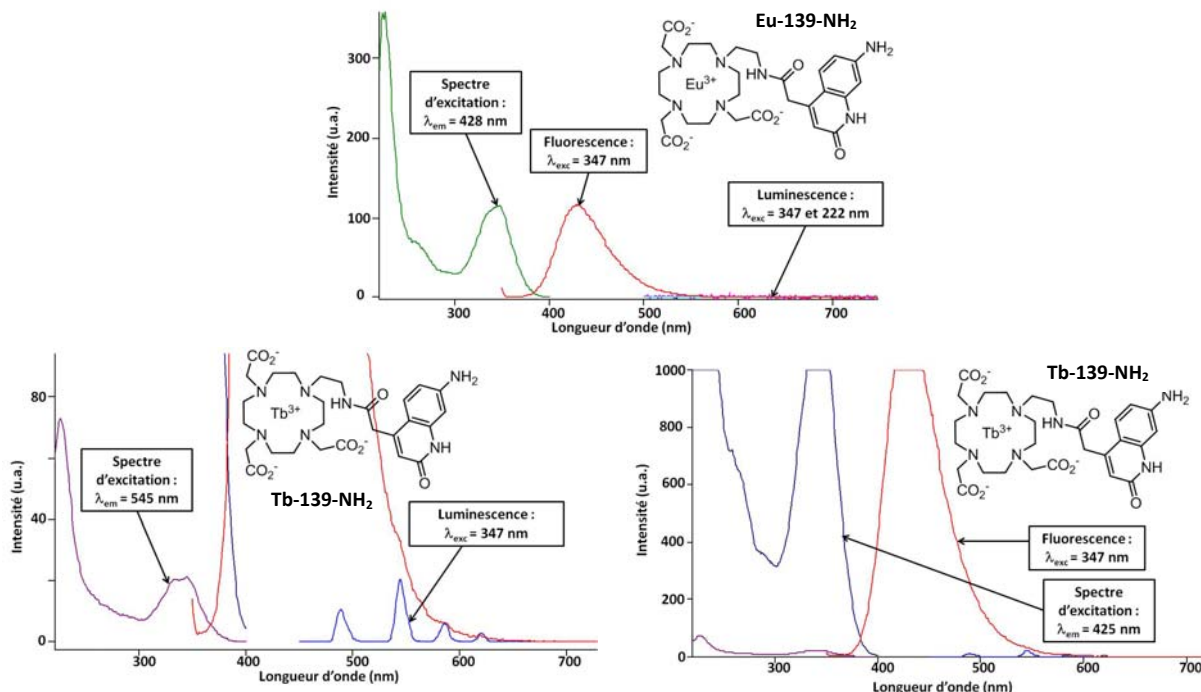 Eu-139-NH₂
CO₂⁻
CO₂⁻
CO₂⁻
N
N
N
N
Eu³⁺
NH
O
NH₂
NH
O
Spectre
d'excitation :
λem = 428 nm
Fluorescence :
λexc = 347 nm
Luminescence :
λexc = 347 et 222 nm
Intensité (u.a.)
300
200
100
0
300 400 500 600 700
Longueur d'onde (nm)
CO₂⁻
CO₂⁻
CO₂⁻
N
N
N
N
Tb³⁺
NH
O
NH₂
NH
O
Tb-139-NH₂
Spectre
d'excitation :
λem = 545 nm
Luminescence :
λexc = 347 nm
Intensité (u.a.)
80
40
0
300 400 500 600 700
Longueur d'onde (nm)
Tb-139-NH₂
CO₂⁻
CO₂⁻
CO₂⁻
N
N
N
N
Tb³⁺
NH
O
NH₂
NH
O
Fluorescence :
λexc = 347 nm
Spectre
d'excitation :
λem = 425 nm
Intensité (u.a.)
1000
800
600
400
200
0
300 400 500 600 700
Longueur d'onde (nm)